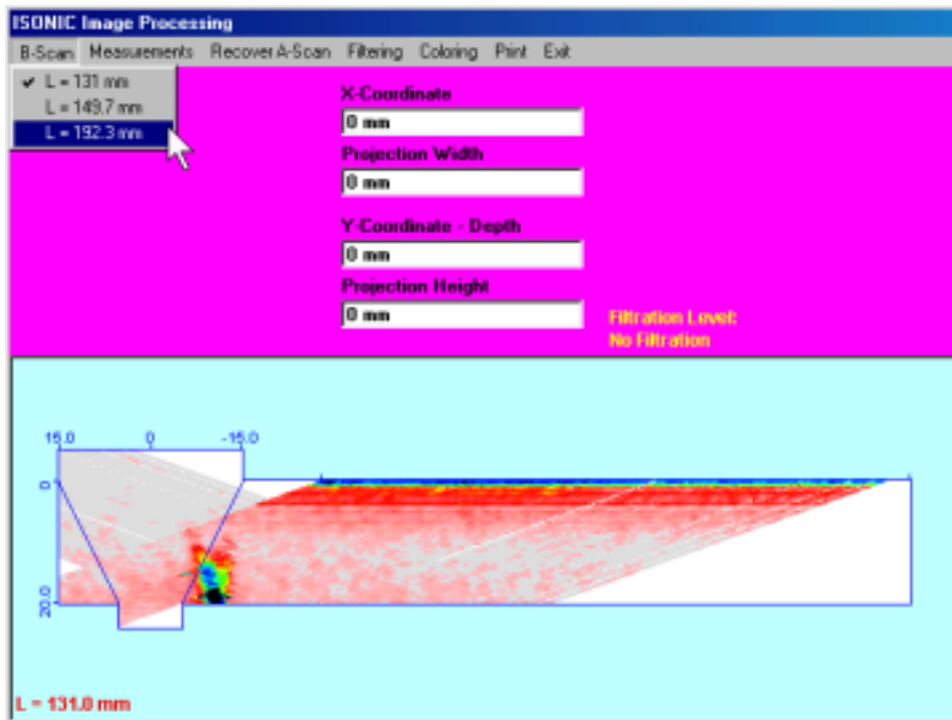 ISONIC Image Processing
B-Scan Measurements Recover A-Scan Filtering Coloring Print Exit
✔ L = 131 mm
L = 149.7 mm
L = 192.3 mm
X-Coordinate
0 mm
Projection Width
0 mm
Y-Coordinate - Depth
0 mm
Projection Height
0 mm
Filtration Level:
No Filtration
15.0 0 -15.0
0
20.0
L = 131.0 mm